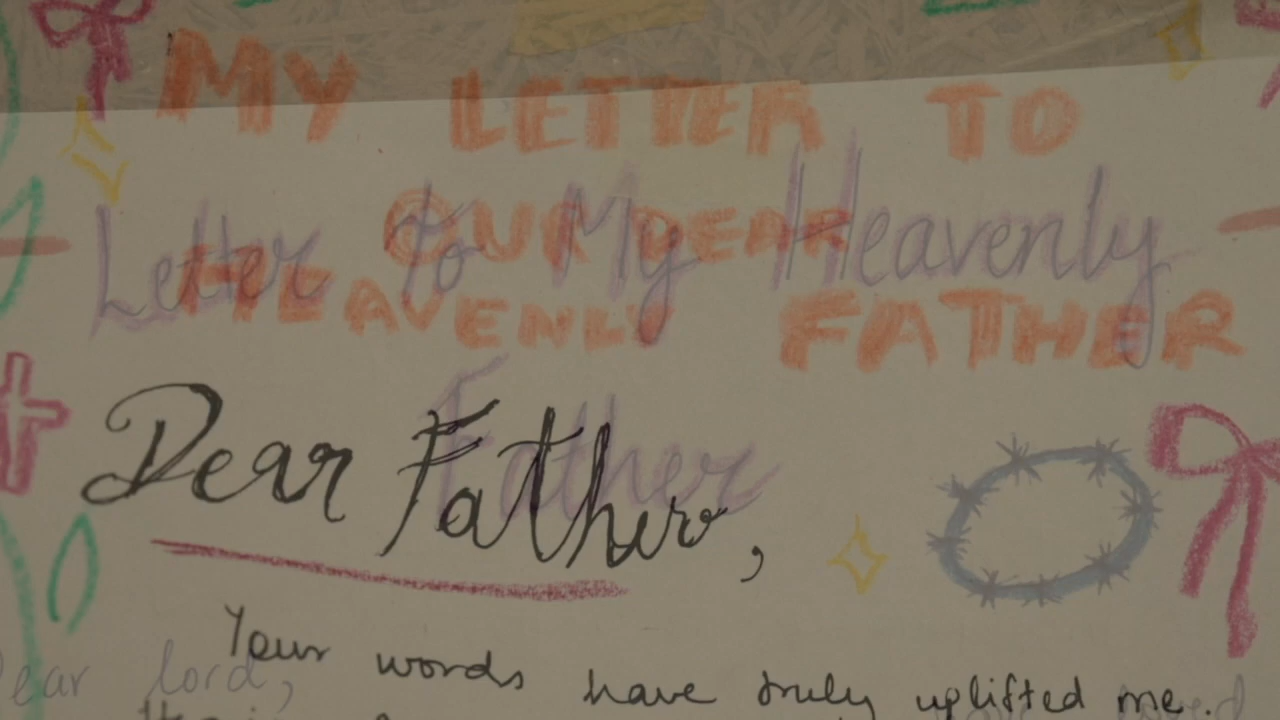 MY LETTER TO
OUR DEAR
HEAVENLY FATHER
Letter to My Heavenly
Father
Dear Father,
Your words have truly uplifted me.
Dear lord,